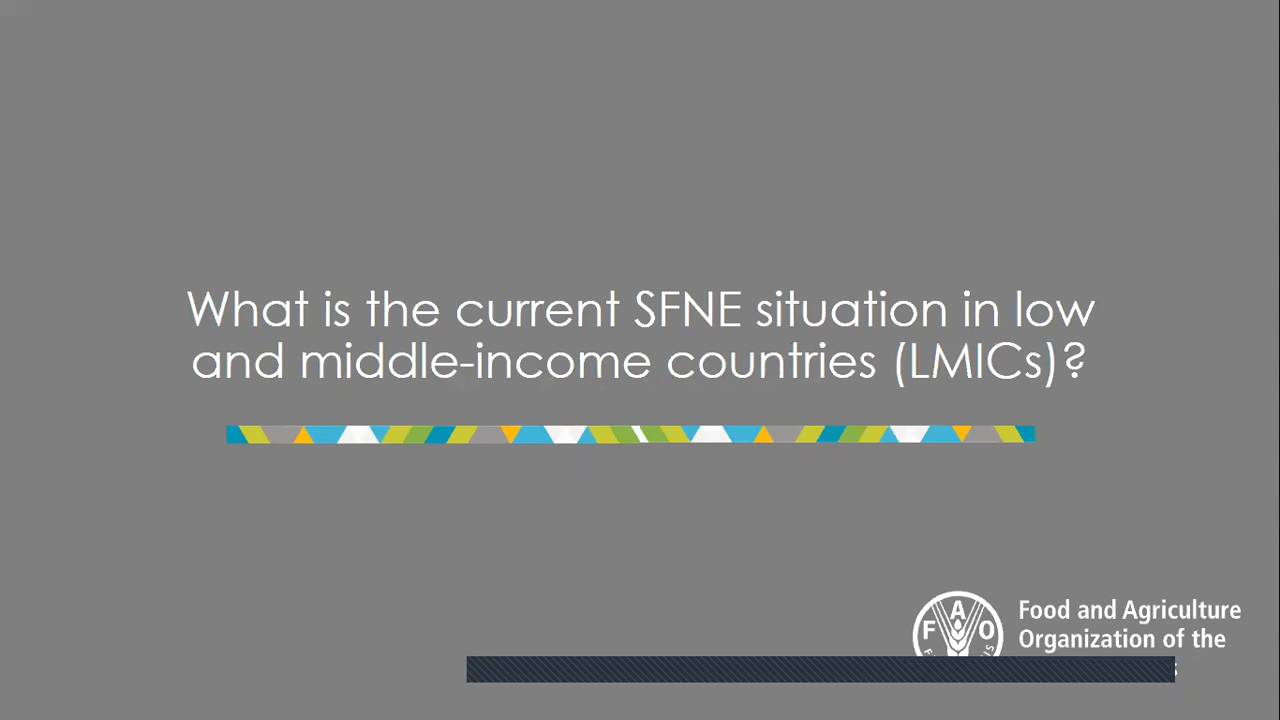 What is the current SFNE situation in low
and middle-income countries (LMICs)?
F A O
Food and Agriculture
Organization of the